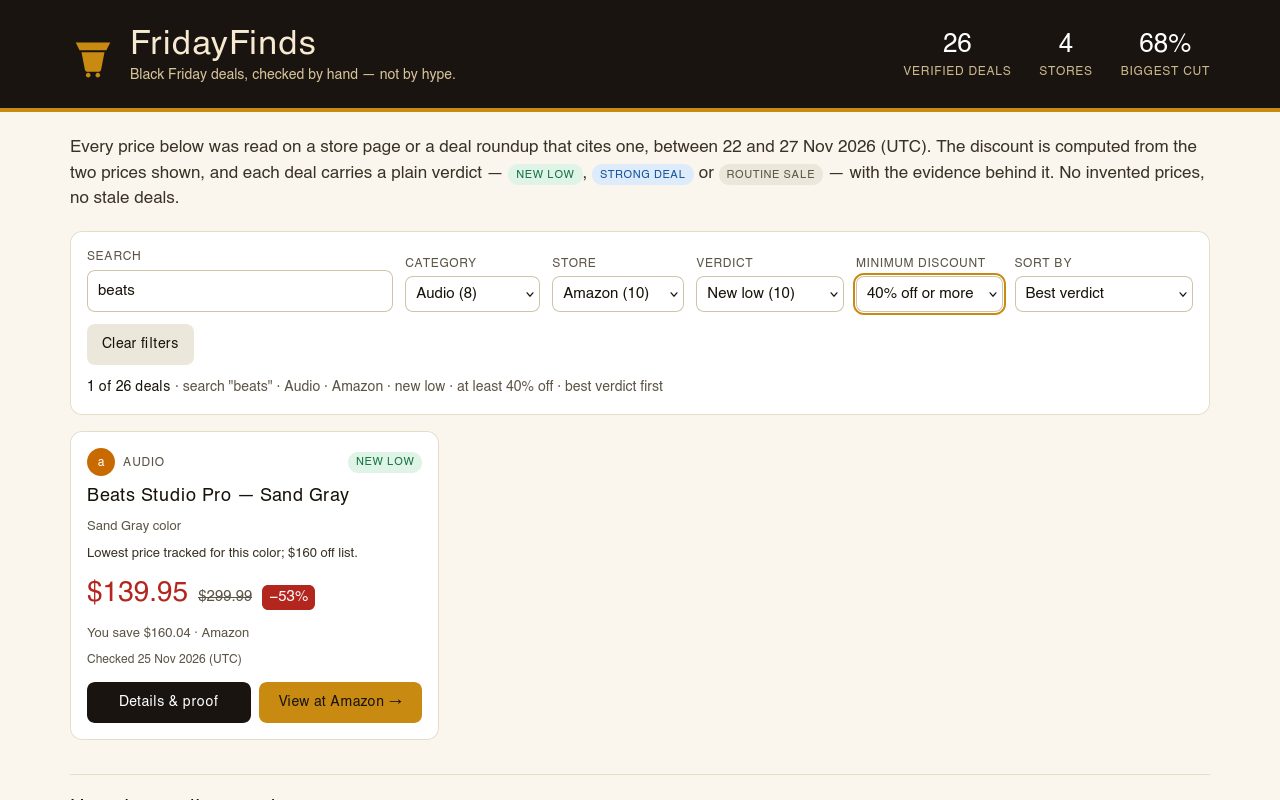 FridayFinds
Black Friday deals, checked by hand — not by hype.
26
VERIFIED DEALS
4
STORES
68%
BIGGEST CUT
Every price below was read on a store page or a deal roundup that cites one, between 22 and 27 Nov 2026 (UTC). The discount is computed from the
two prices shown, and each deal carries a plain verdict — NEW LOW, STRONG DEAL or ROUTINE SALE — with the evidence behind it. No invented prices,
no stale deals.
SEARCH
beats
CATEGORY
Audio (8)
STORE
Amazon (10)
VERDICT
New low (10)
MINIMUM DISCOUNT
40% off or more
SORT BY
Best verdict
Clear filters
1 of 26 deals · search "beats" · Audio · Amazon · new low · at least 40% off · best verdict first
a AUDIO NEW LOW
Beats Studio Pro — Sand Gray
Sand Gray color
Lowest price tracked for this color; $160 off list.
$139.95 $299.99 −53%
You save $160.04 · Amazon
Checked 25 Nov 2026 (UTC)
Details & proof
View at Amazon →